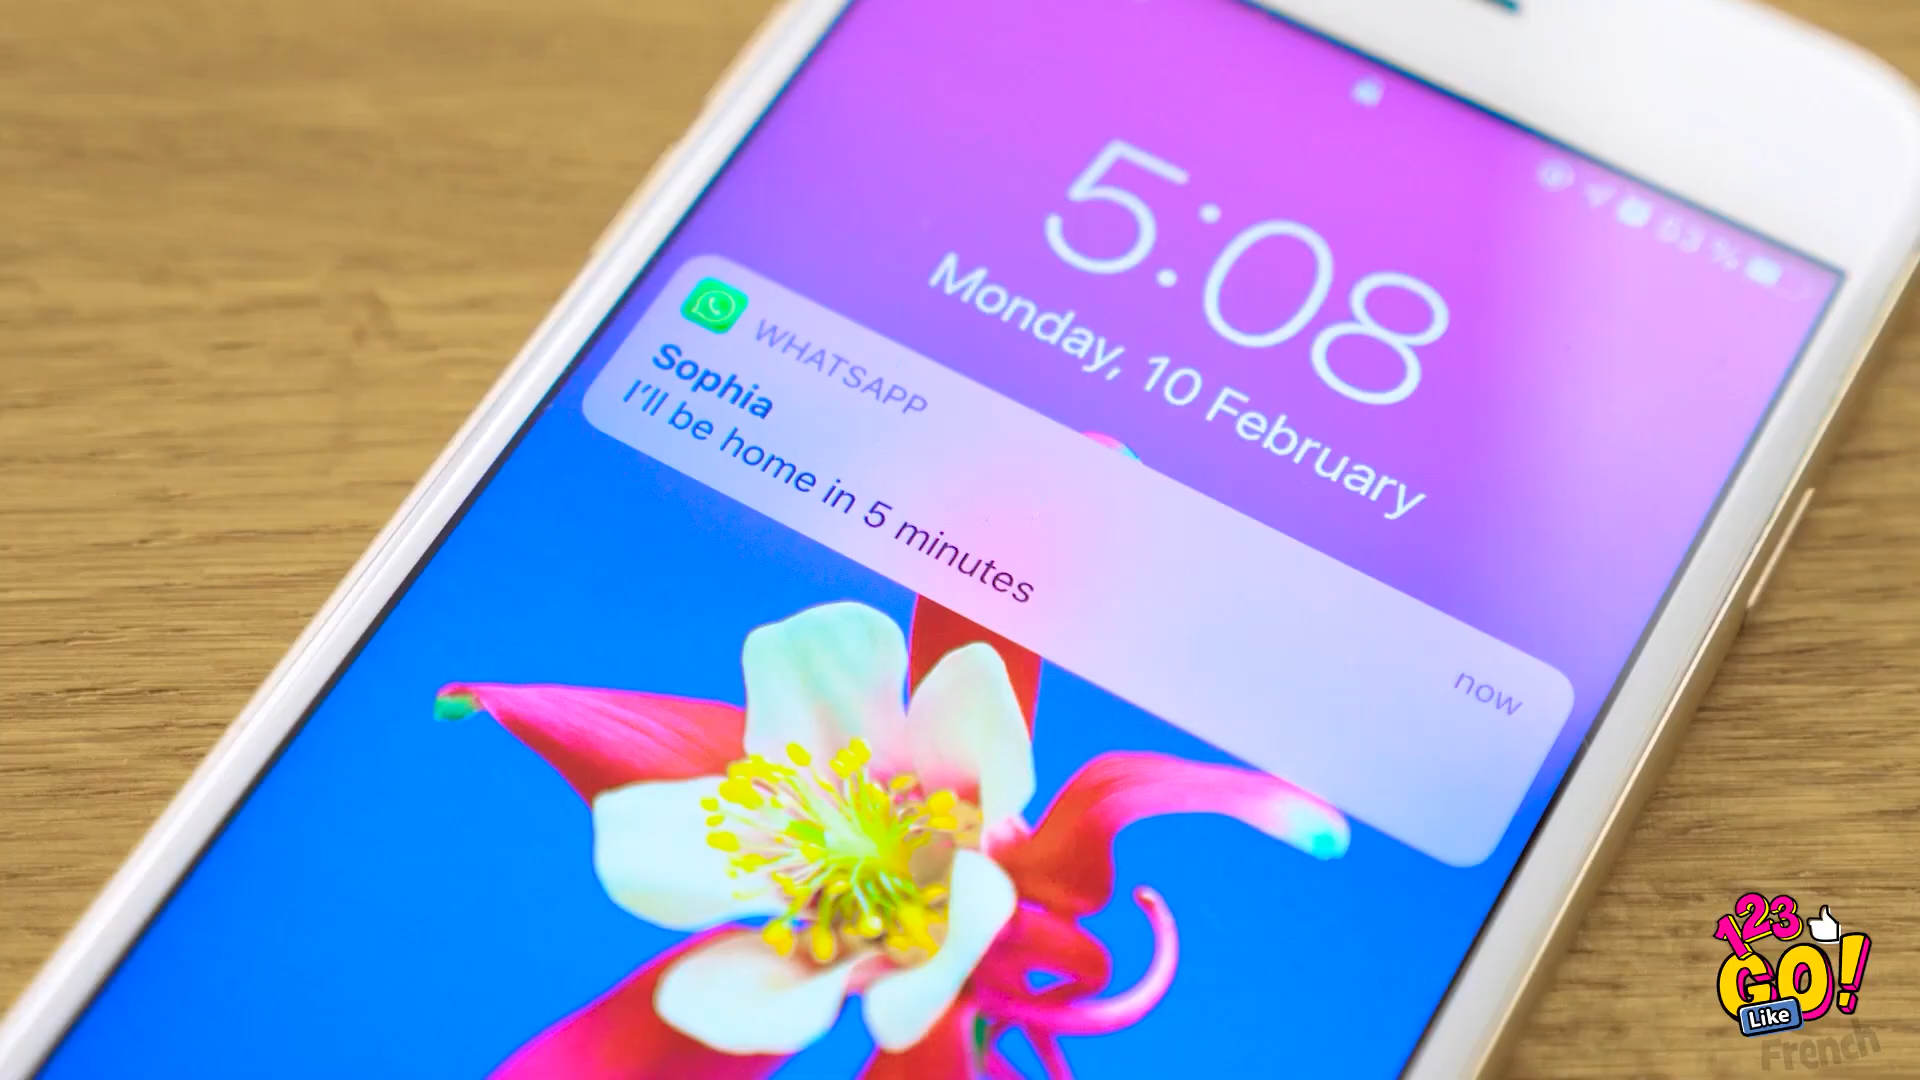 5:08
Monday, 10 February
WHATSAPP
now
Sophia
I'll be home in 5 minutes
123
GO!
Like
French